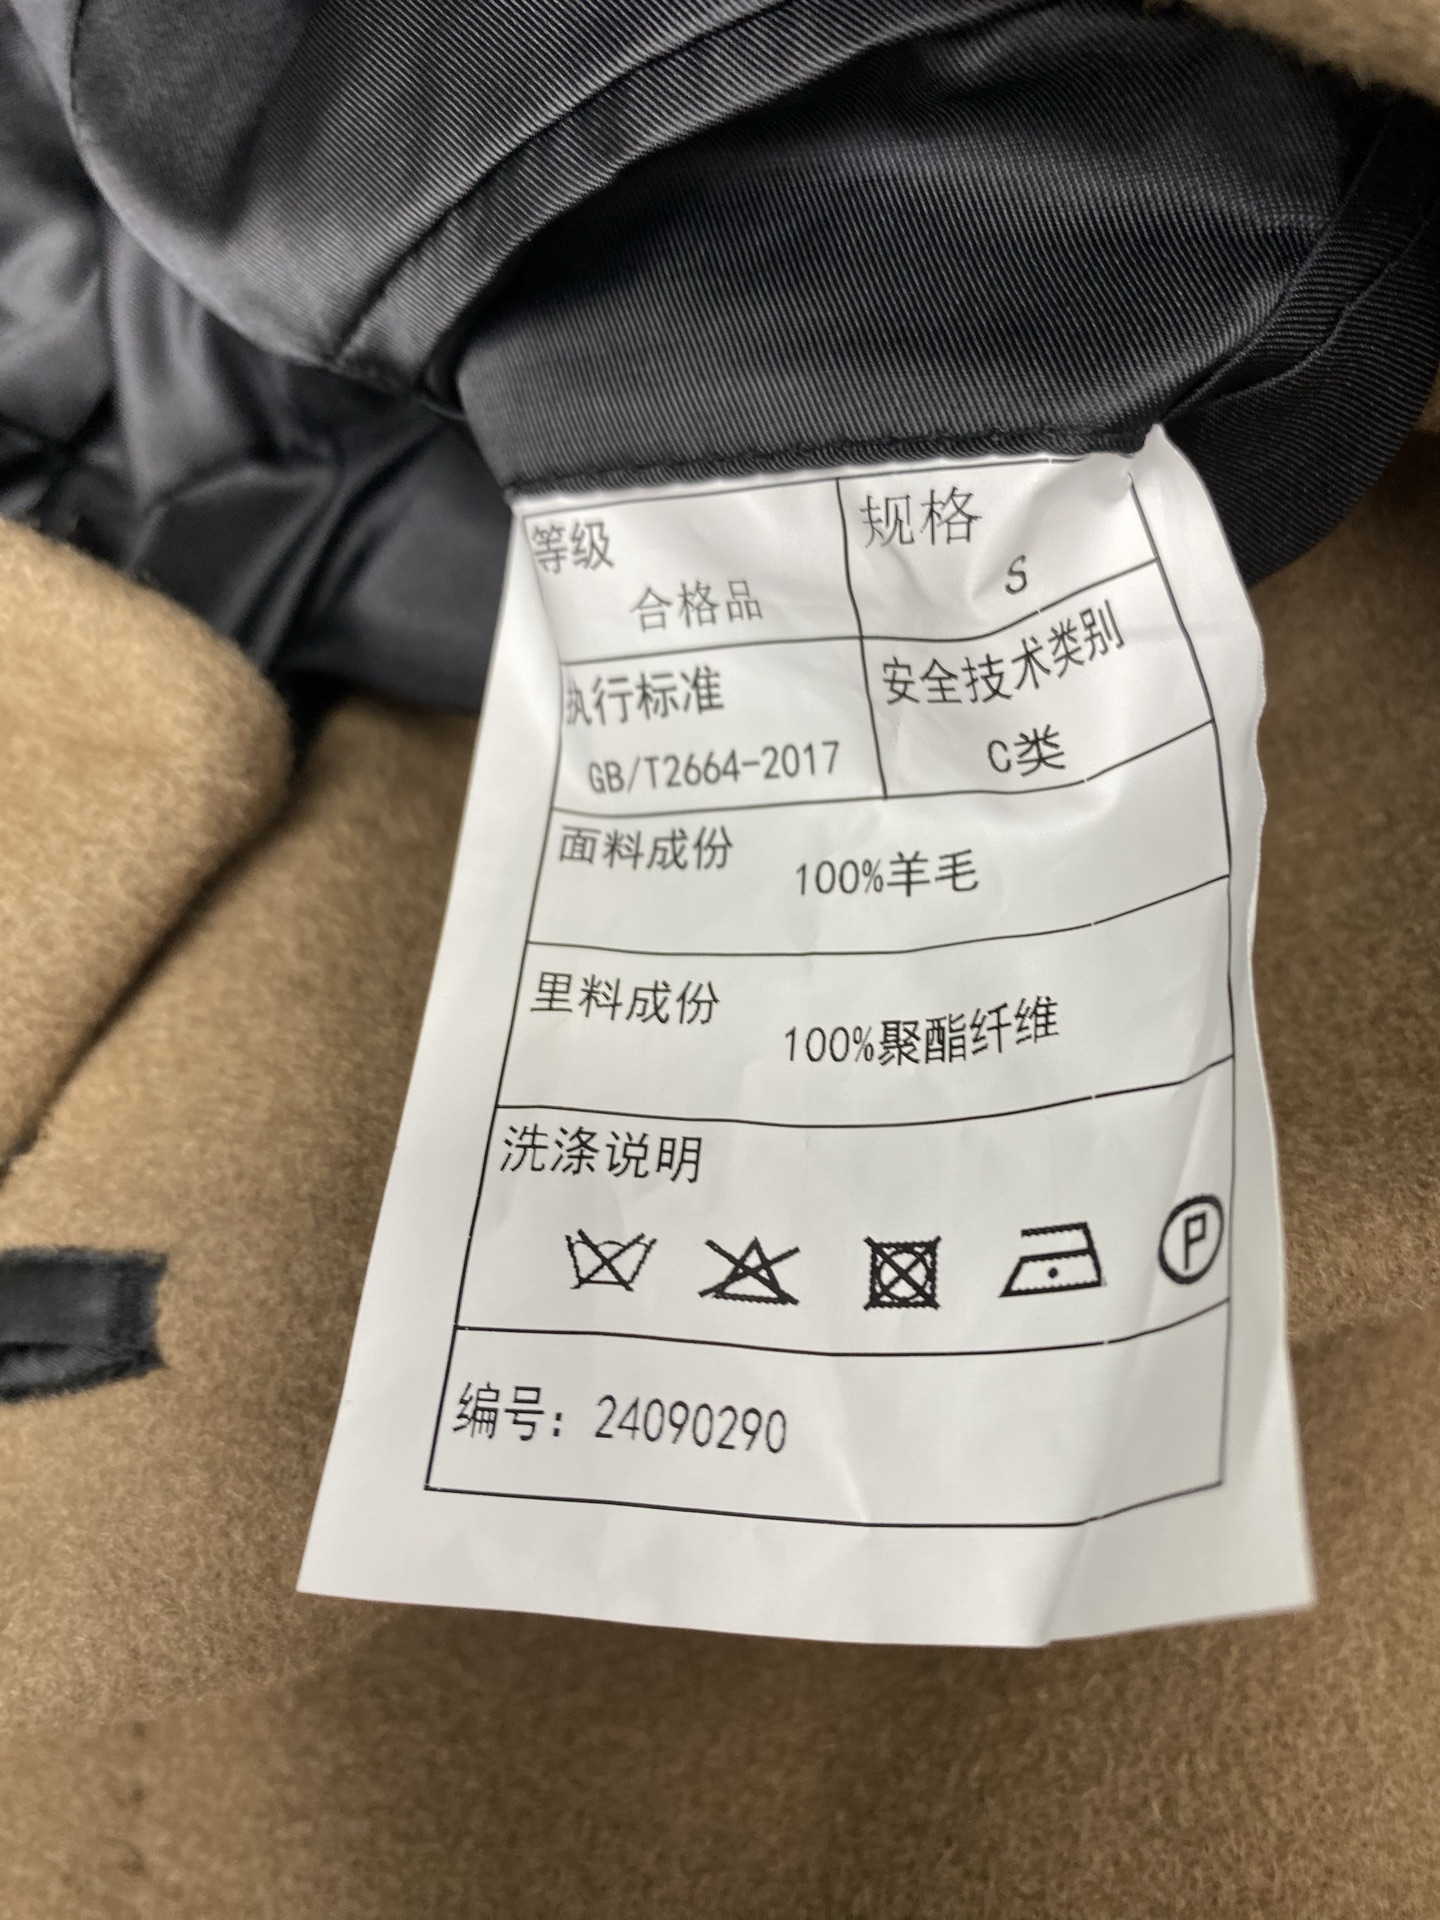 等级
合格品
规格
S
执行标准
GB/T2664-2017
安全技术类别
C类
面料成份 100%羊毛
里料成份 100%聚酯纤维
洗涤说明
P
编号：24090290